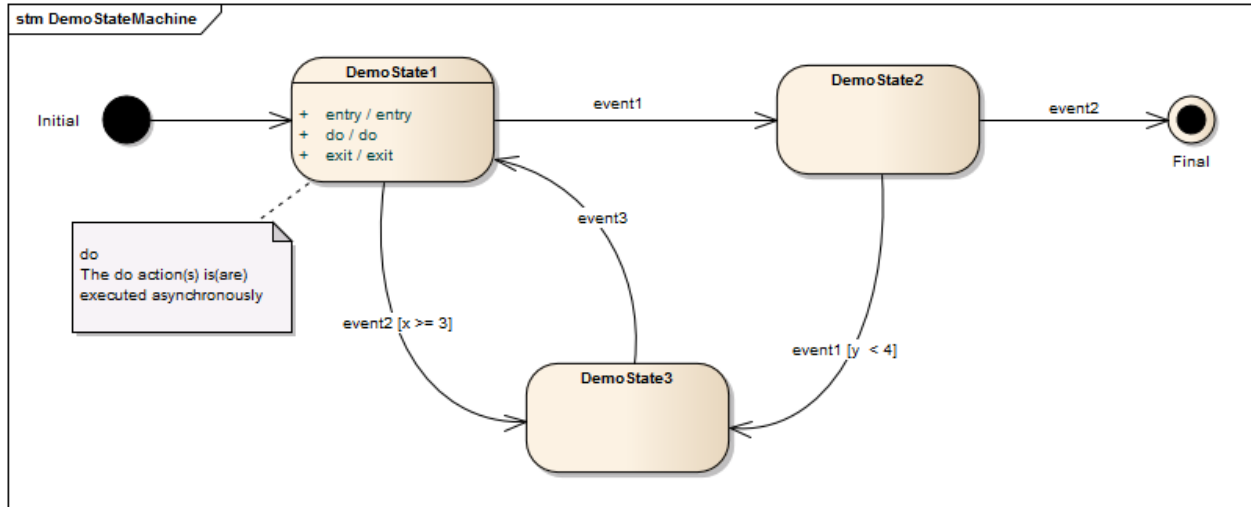 stm DemoStateMachine
DemoState1
DemoState2
Initial
+ entry / entry
+ do / do
+ exit / exit
event1
event2
Final
event3
do
The do action(s) is(are)
executed asynchronously
event2 [x >= 3]
event1 [y < 4]
DemoState3